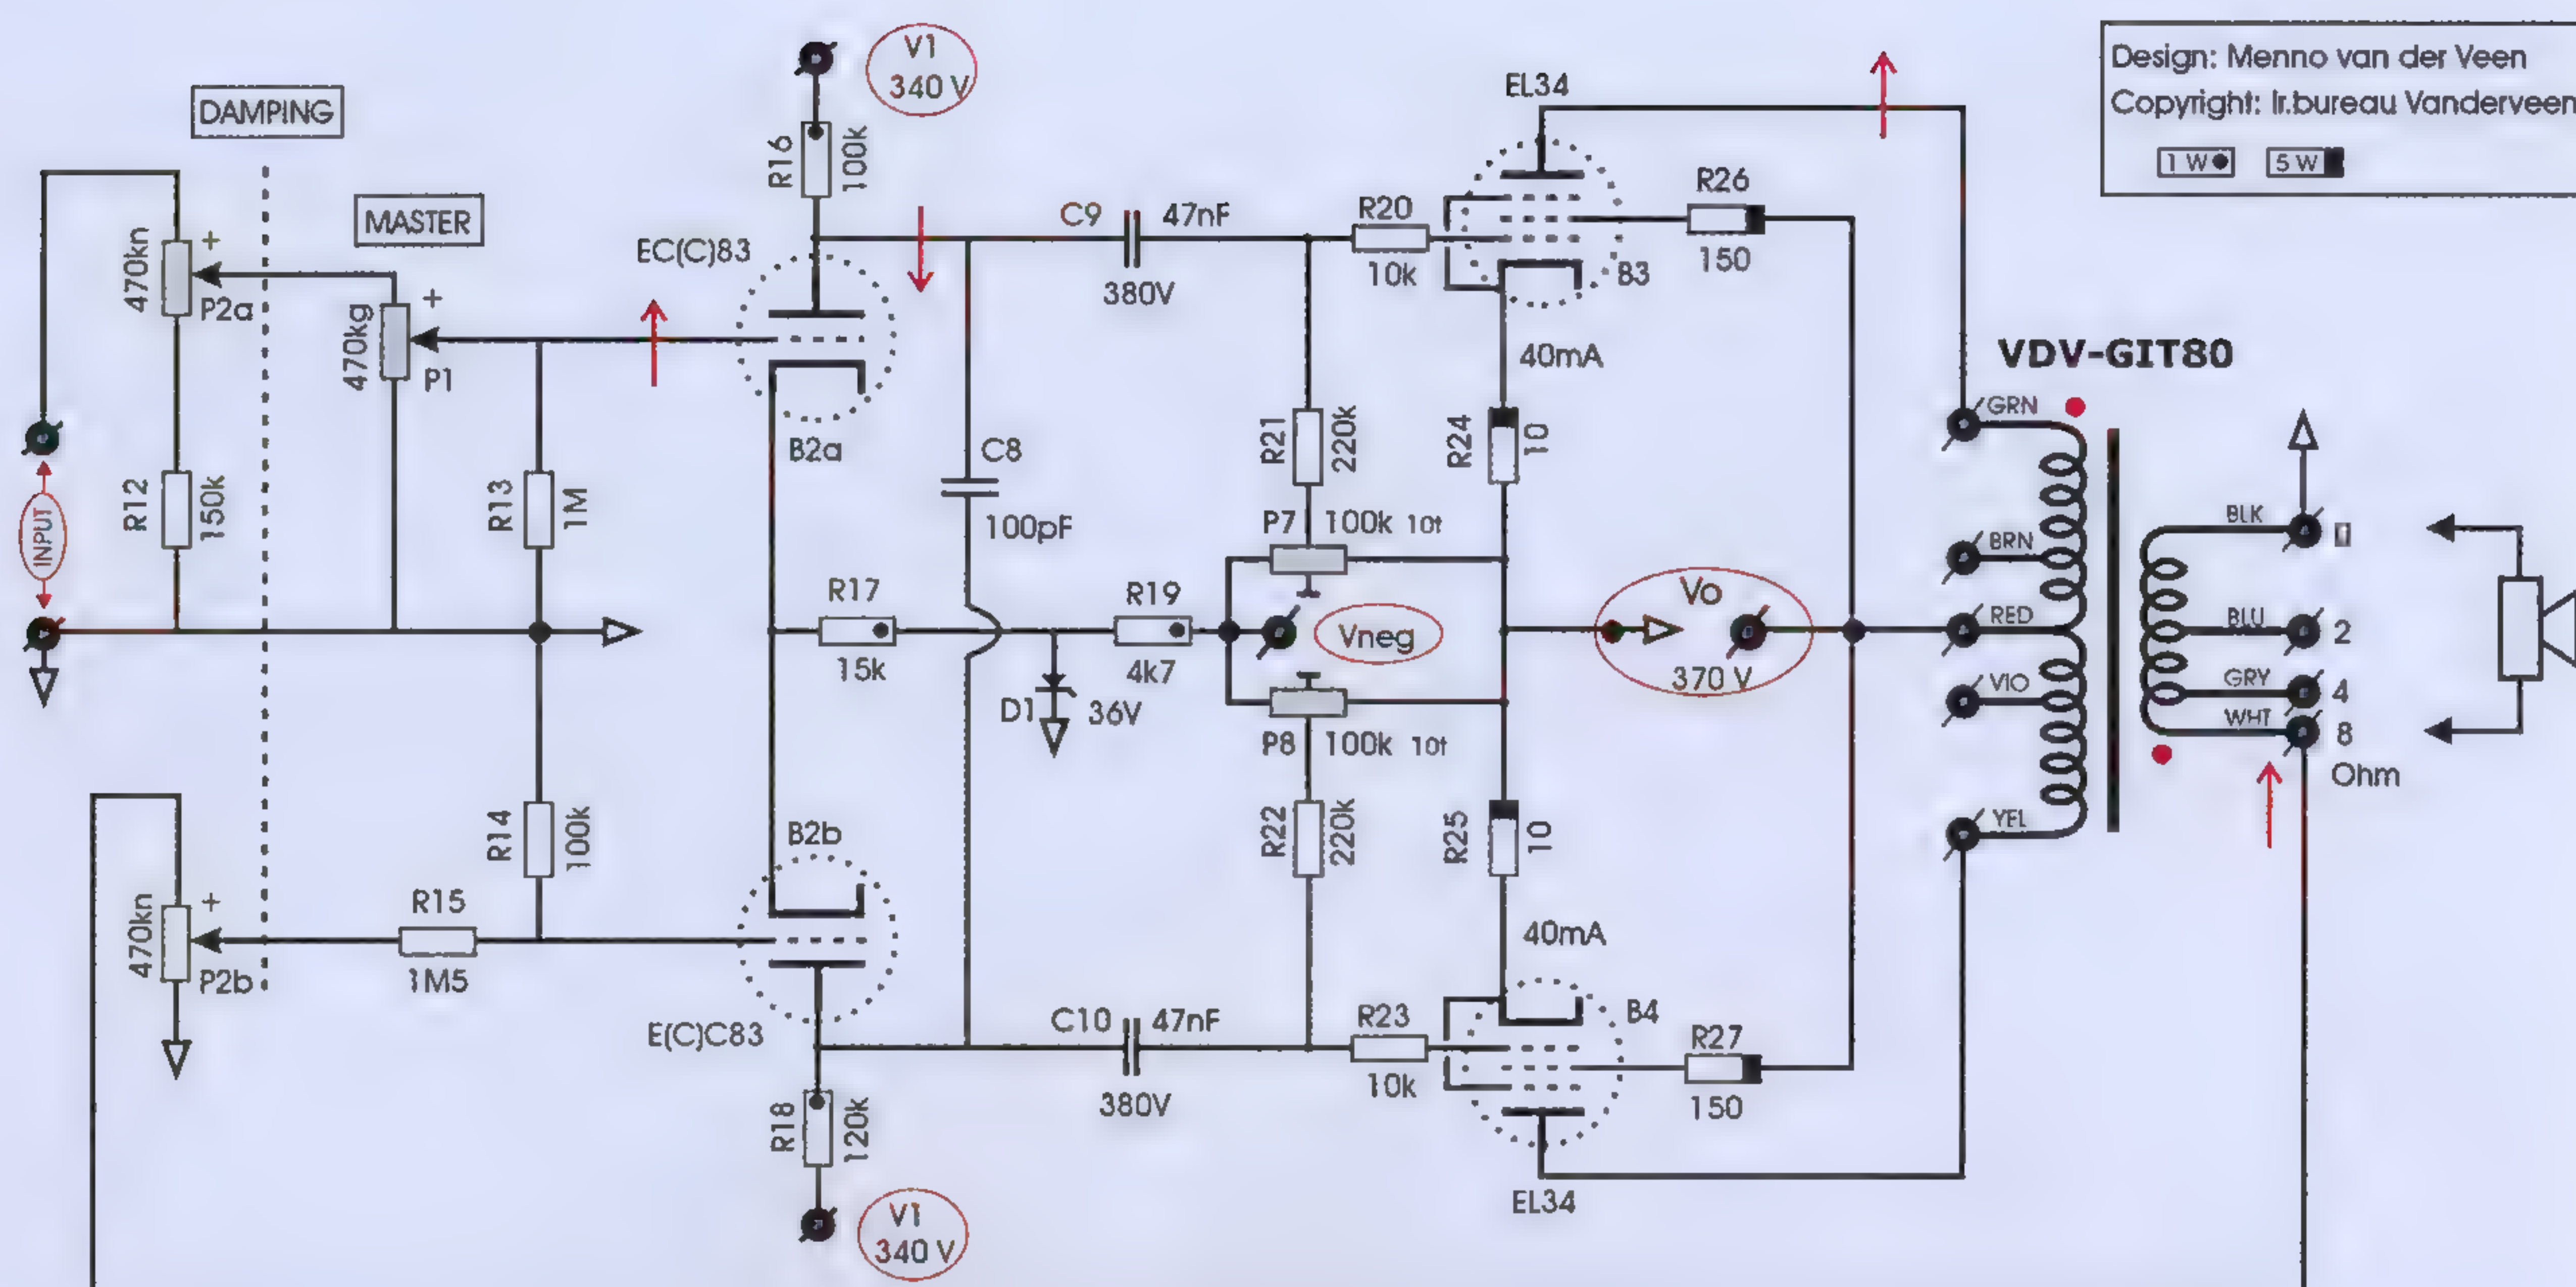 Design: Menno van der Veen
Copyright: Ir.bureau Vanderveen
1 W
5 W
DAMPING
MASTER
V1
340 V
R16
100k
EL34
470kn
+
P2a
470kg
+
P1
EC(C)83
B2a
C9
47nF
380V
R20
10k
R26
150
B3
40mA
VDV-GIT80
INPUT
R12
150k
R13
1M
C8
100pF
R21
220k
R24
10
P7
100k 10t
GRN
BRN
RED
VIO
YEL
BLK
BLU
GRY
WHT
0
2
4
8
Ohm
R17
15k
D1
36V
R19
4k7
Vneg
Vo
370 V
P8
100k 10t
R14
100k
B2b
R22
220k
R25
10
40mA
470kn
+
P2b
R15
1M5
E(C)C83
C10
47nF
380V
R23
10k
B4
R27
150
R18
120k
EL34
V1
340 V